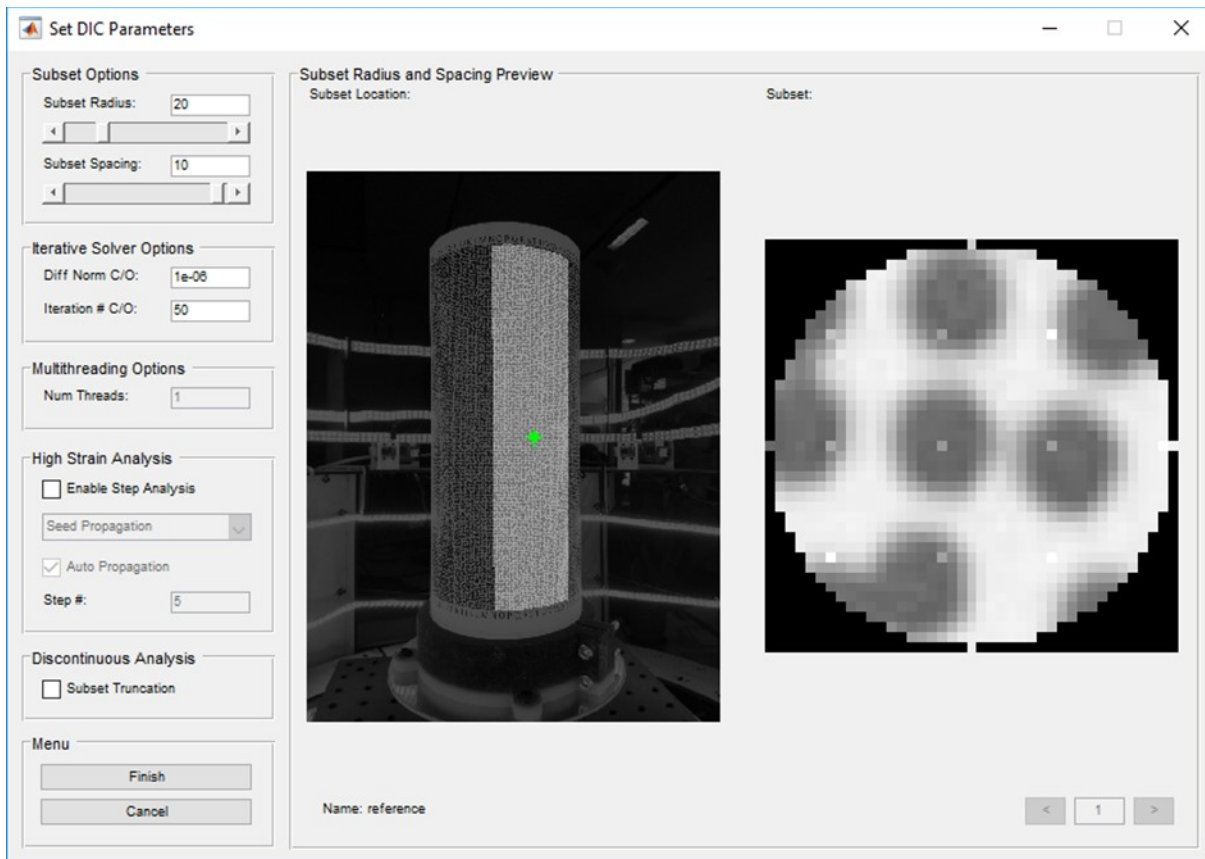 Set DIC Parameters
Subset Options
Subset Radius: 20
Subset Spacing: 10
Iterative Solver Options
Diff Norm C/O: 1e-06
Iteration # C/O: 50
Multithreading Options
Num Threads: 1
High Strain Analysis
Enable Step Analysis
Seed Propagation
Auto Propagation
Step #: 5
Discontinuous Analysis
Subset Truncation
Menu
Finish
Cancel
Subset Radius and Spacing Preview
Subset Location:
Subset:
Name: reference
< 1 >